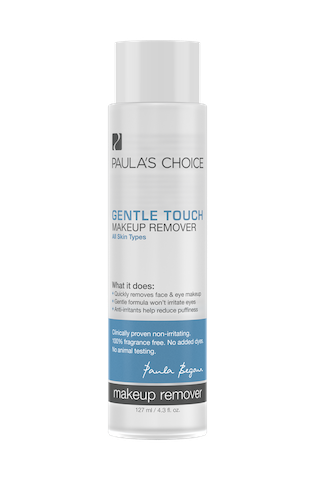 PAULA'S CHOICE
GENTLE TOUCH
MAKEUP REMOVER
All Skin Types
What it does:
• Quickly removes face & eye makeup
• Gentle formula won't irritate eyes
• Anti-irritants help reduce puffiness
Clinically proven non-irritating.
100% fragrance free. No added dyes.
No animal testing.
Paula Begoun
makeup remover
127 ml / 4.3 fl. oz.